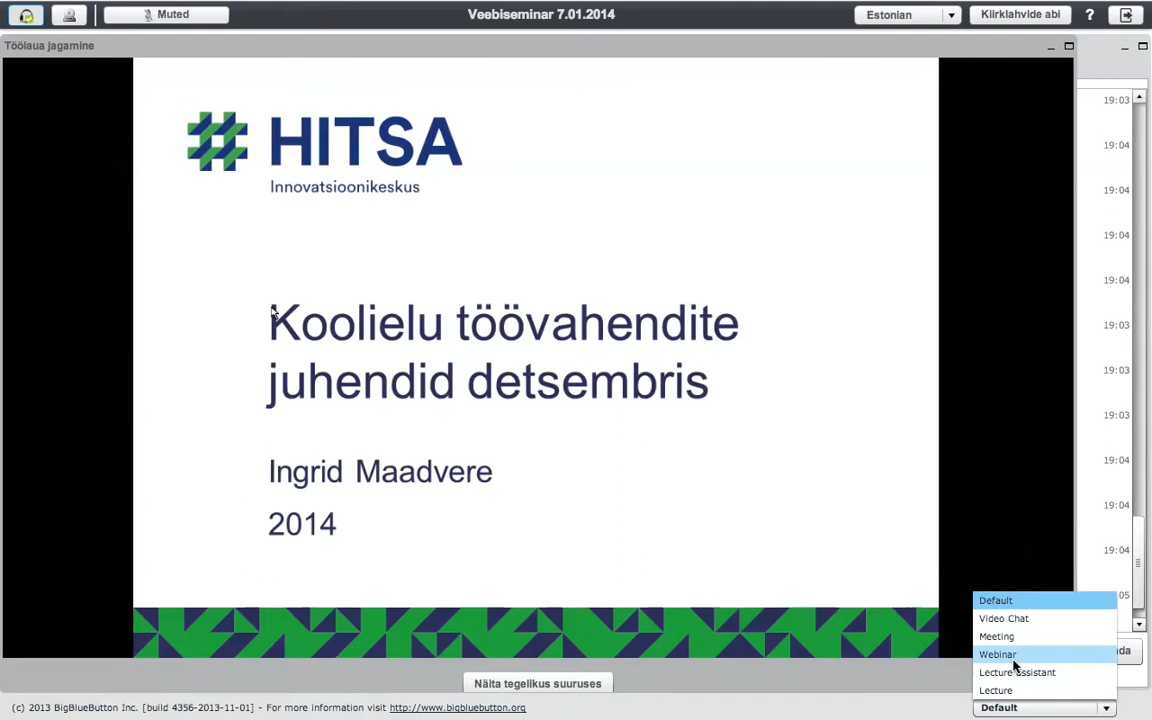 Muted
Veebiseminar 7.01.2014
Estonian
Kiirklahvide abi
?
Töölaua jagamine
HITSA
Innovatsioonikeskus
Koolielu töövahendite
juhendid detsembris
Ingrid Maadvere
2014
19:03
19:04
19:04
19:04
19:04
19:03
19:03
19:03
19:04
19:04
19:04
05
Default
Video Chat
Meeting
Webinar
Lecture assistant
Lecture
Default
da
Näita tegelikus suuruses
(c) 2013 BigBlueButton Inc. [build 4356-2013-11-01] - For more information visit http://www.bigbluebutton.org